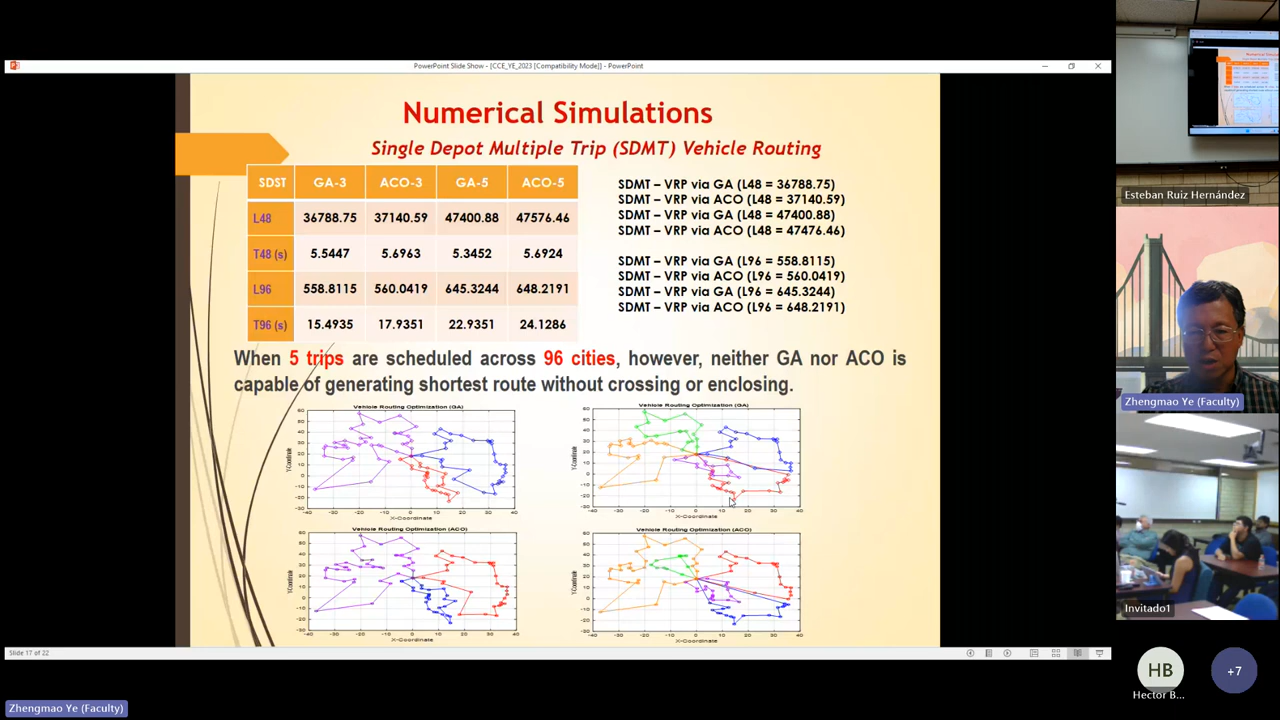 PowerPoint Slide Show - [CCE_YE_2023 [Compatibility Mode]] - PowerPoint
Numerical Simulations
Single Depot Multiple Trip (SDMT) Vehicle Routing
SDST GA-3 ACO-3 GA-5 ACO-5
L48 36788.75 37140.59 47400.88 47576.46
T48 (s) 5.5447 5.6963 5.3452 5.6924
L96 558.8115 560.0419 645.3244 648.2191
T96 (s) 15.4935 17.9351 22.9351 24.1286
SDMT – VRP via GA (L48 = 36788.75)
SDMT – VRP via ACO (L48 = 37140.59)
SDMT – VRP via GA (L48 = 47400.88)
SDMT – VRP via ACO (L48 = 47476.46)
SDMT – VRP via GA (L96 = 558.8115)
SDMT – VRP via ACO (L96 = 560.0419)
SDMT – VRP via GA (L96 = 645.3244)
SDMT – VRP via ACO (L96 = 648.2191)
When 5 trips are scheduled across 96 cities, however, neither GA nor ACO is
capable of generating shortest route without crossing or enclosing.
Vehicle Routing Optimization (GA)
Y-Coordinate
X-Coordinate
Vehicle Routing Optimization (GA)
Y-Coordinate
X-Coordinate
Vehicle Routing Optimization (ACO)
Y-Coordinate
X-Coordinate
Vehicle Routing Optimization (ACO)
Y-Coordinate
X-Coordinate
Slide 17 of 22
Zhengmao Ye (Faculty)
Esteban Ruiz Hernández
Zhengmao Ye (Faculty)
Invitado1
HB
Hector B...
+7